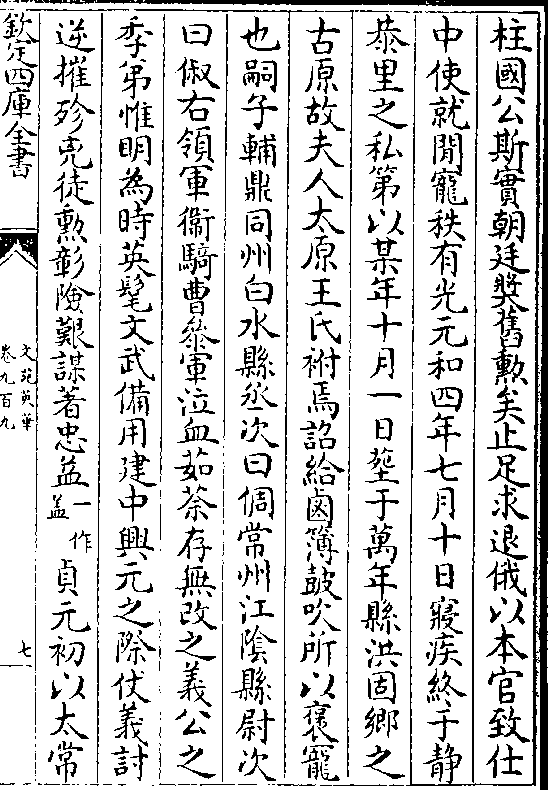 柱國公斯實朝廷奬舊勲矣止足求退俄以本官致仕
中使就閒寵秩有光元和四年七月十日寢疾終于静
恭里之私第以某年十月一日塟于萬年縣洪固鄉之
古原故夫人太原王氏祔焉詔給鹵簿鼓吹所以褒寵
也嗣子輔鼎同州白水縣丞次曰倜常州江隂縣尉次
曰俶右領軍衞騎曹叅軍泣血茹荼存無改之義公之
季第惟明為時英髦文武備用建中興元之際仗義討
逆摧殄兇徒勲彰險艱謀著忠益一作盖貞元初以太常
欽定四庫全書
文苑英華
卷九百九
七